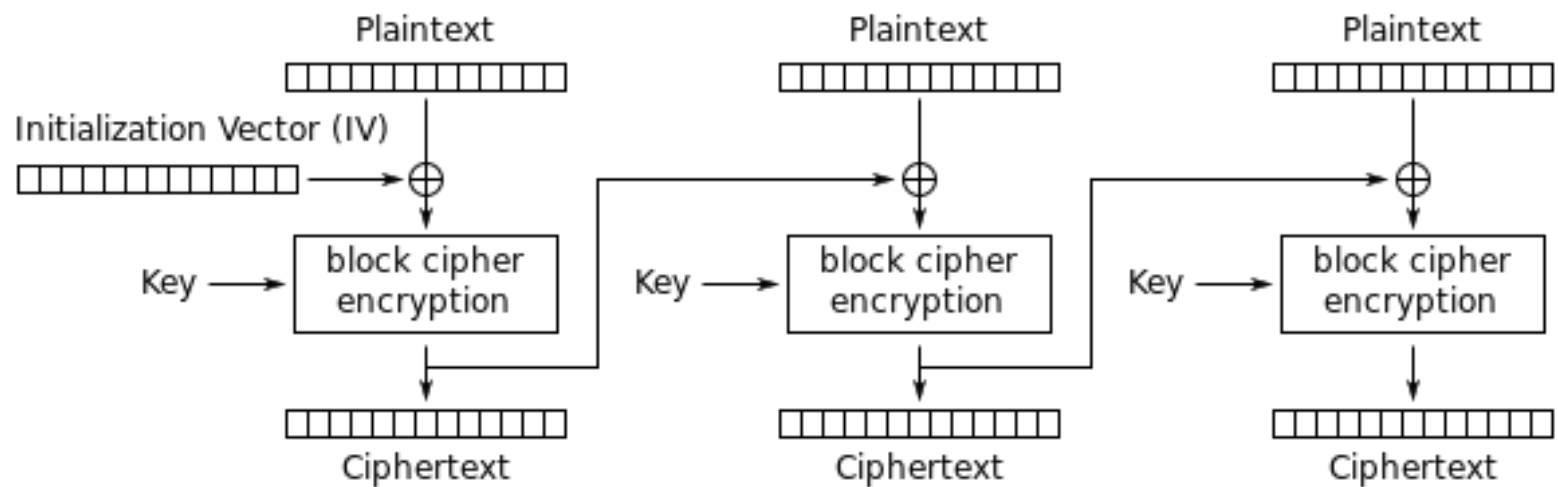 Plaintext
Plaintext
Plaintext
Initialization Vector (IV)
Key
block cipher
encryption
Key
block cipher
encryption
Key
block cipher
encryption
Ciphertext
Ciphertext
Ciphertext